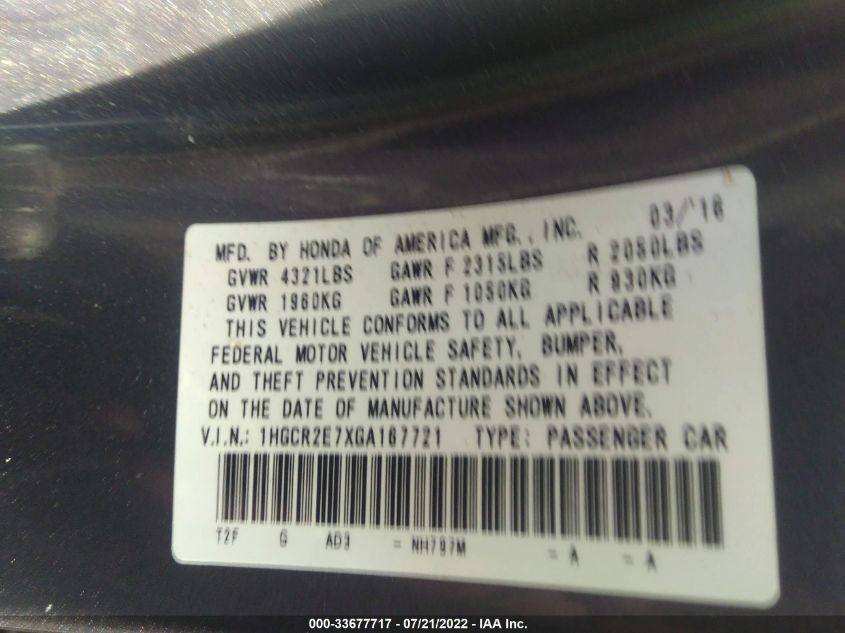 03/'16
MFD. BY HONDA OF AMERICA MFG., INC.
GVWR 4321LBS GAWR F 2315LBS R 2050LBS
GVWR 1960KG GAWR F 1050KG R 930KG
THIS VEHICLE CONFORMS TO ALL APPLICABLE
FEDERAL MOTOR VEHICLE SAFETY, BUMPER,
AND THEFT PREVENTION STANDARDS IN EFFECT
ON THE DATE OF MANUFACTURE SHOWN ABOVE.
V.I.N.: 1HGCR2E7XGA167721 TYPE: PASSENGER CAR
T2F G AD3 = NH797M = A = A
000-33677717 - 07/21/2022 - IAA Inc.